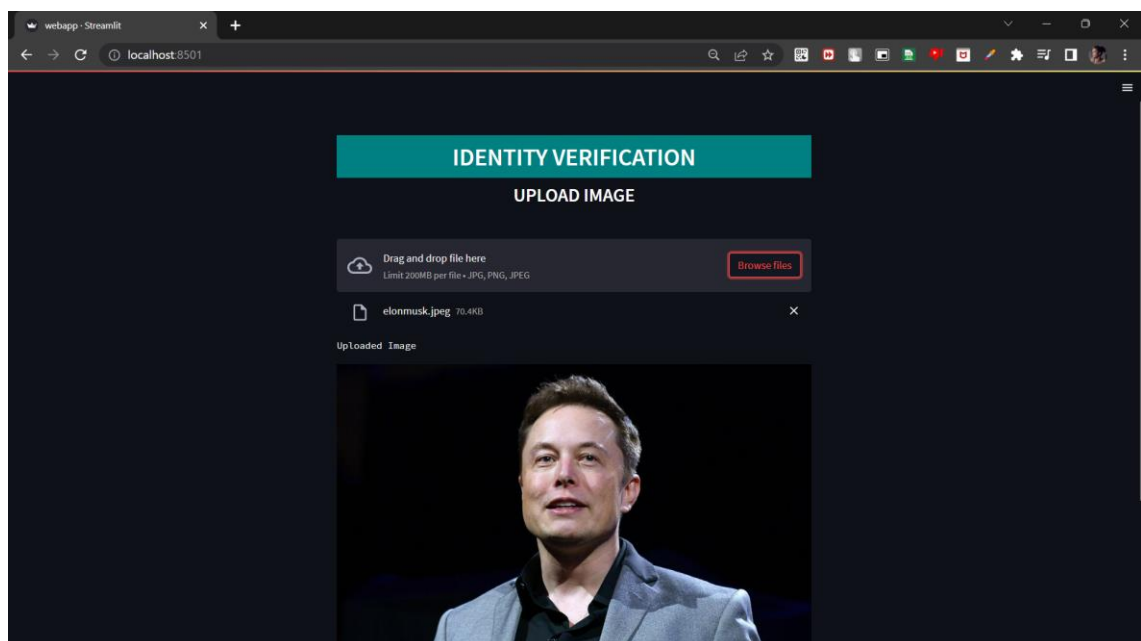 webapp · Streamlit
localhost:8501
IDENTITY VERIFICATION
UPLOAD IMAGE
Drag and drop file here
Limit 200MB per file • JPG, PNG, JPEG
Browse files
elonmusk.jpeg 70.4KB
Uploaded Image